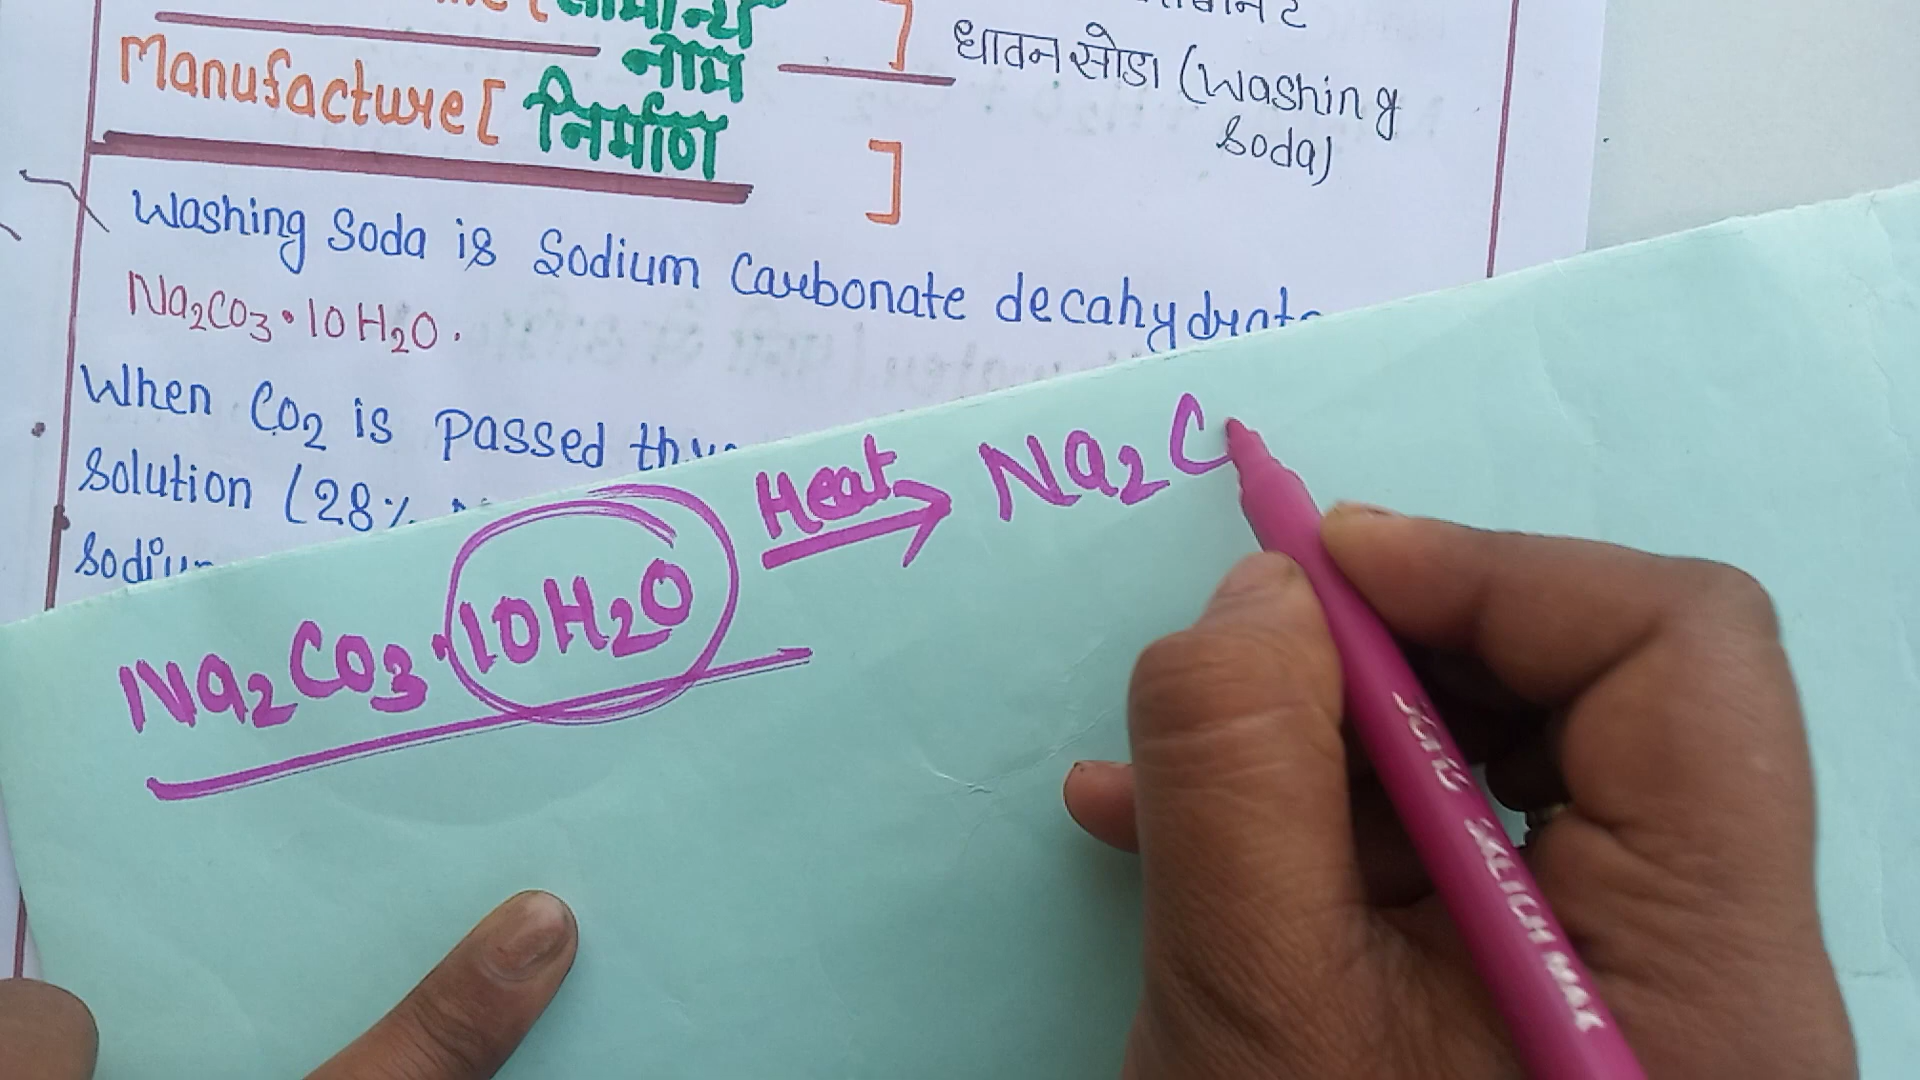 सामान्य
नाम
धावन सोडा (Washing
Soda)
Manufacture [ निर्माण ]
Washing Soda is Sodium Carbonate decahydrate
Na2CO3•10H2O.
When CO2 is passed
Solution (28%
Na2CO3•10H2O Heat → Na2C